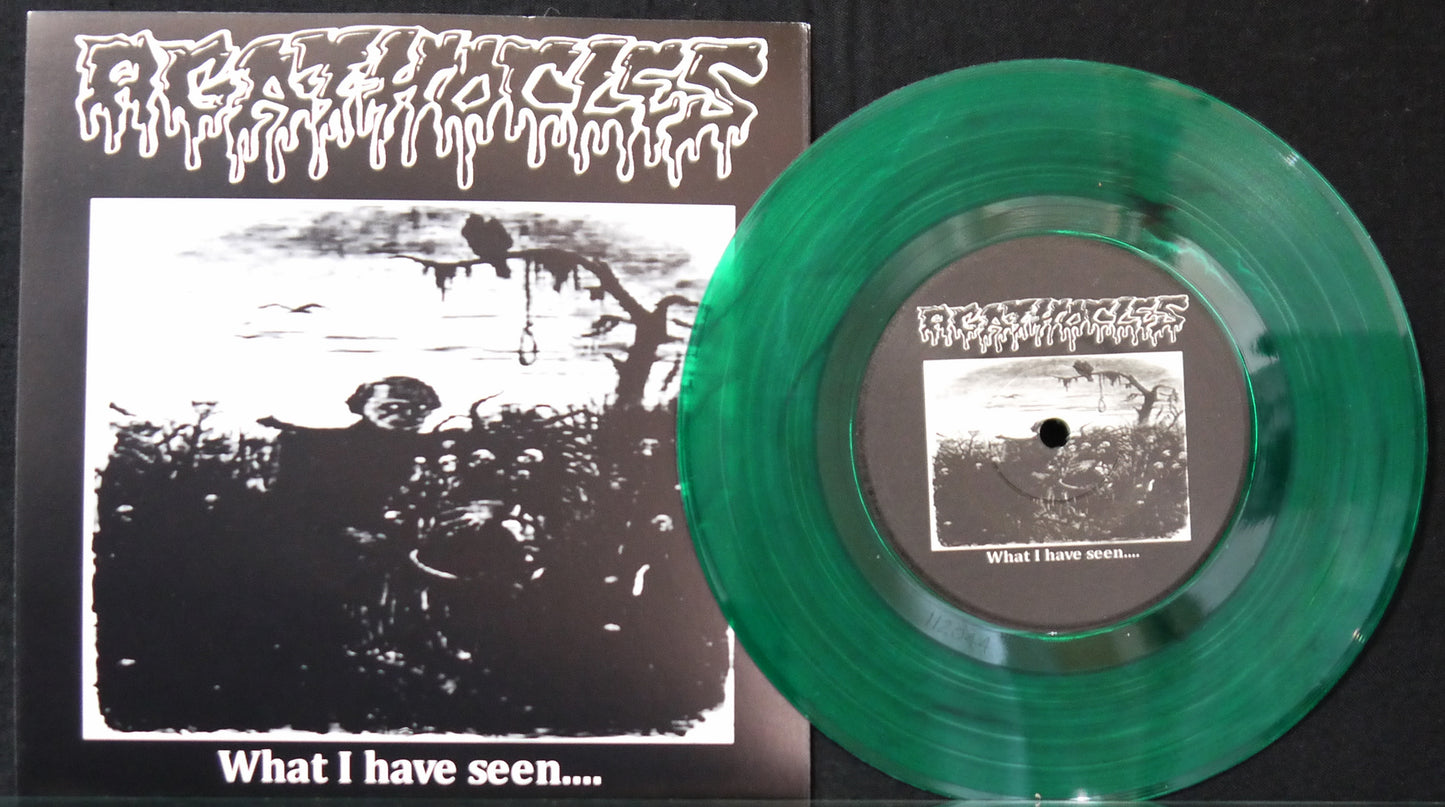 AGATHOCLES
What I have seen....
AGATHOCLES
What I have seen....